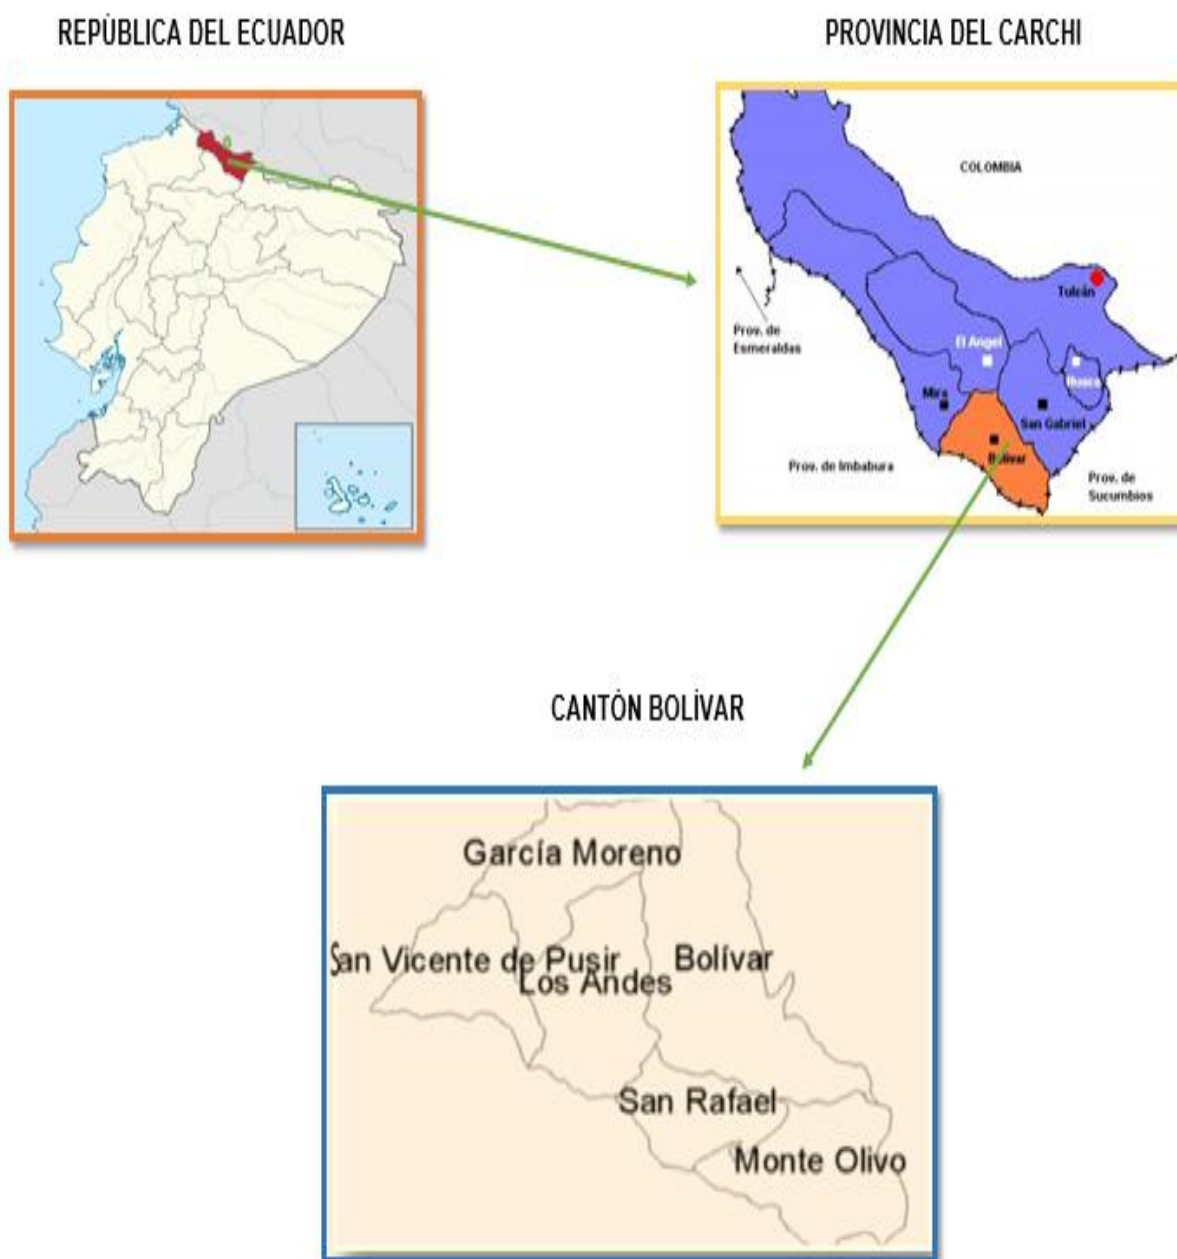 REPÚBLICA DEL ECUADOR
PROVINCIA DEL CARCHI
COLOMBIA
Tulcán
Prov. de
Esmeraldas
El Angel
Huaca
Mira
San Gabriel
Bolívar
Prov. de Imbabura
Prov. de
Sucumbios
CANTÓN BOLÍVAR
García Moreno
San Vicente de Pusir
Bolívar
Los Andes
San Rafael
Monte Olivo